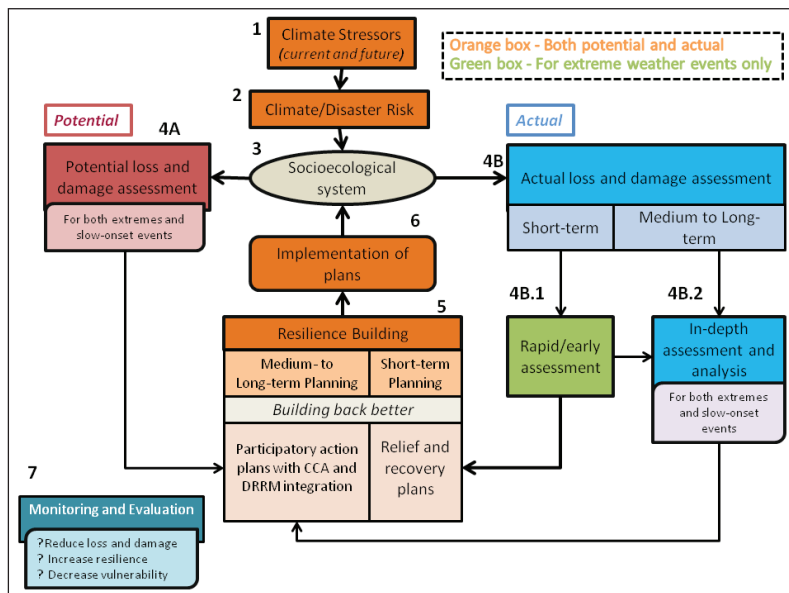 1
Climate Stressors
(current and future)
Orange box - Both potential and actual
Green box - For extreme weather events only
2
Climate/Disaster Risk
Potential
Actual
4A
3
4B
Potential loss and
damage assessment
Socioecological
system
Actual loss and damage assessment
For both extremes and
slow-onset events
Short-term
Medium to Long-
term
6
Implementation of
plans
4B.1
4B.2
5
Resilience Building
Rapid/early
assessment
In-depth
assessment and
analysis
Medium- to
Long-term Planning
Short-term
Planning
For both extremes
and slow-onset
events
Building back better
Participatory action
plans with CCA and
DRRM integration
Relief and
recovery plans
7
Monitoring and Evaluation
?Reduce loss and damage
? Increase resilience
? Decrease vulnerability